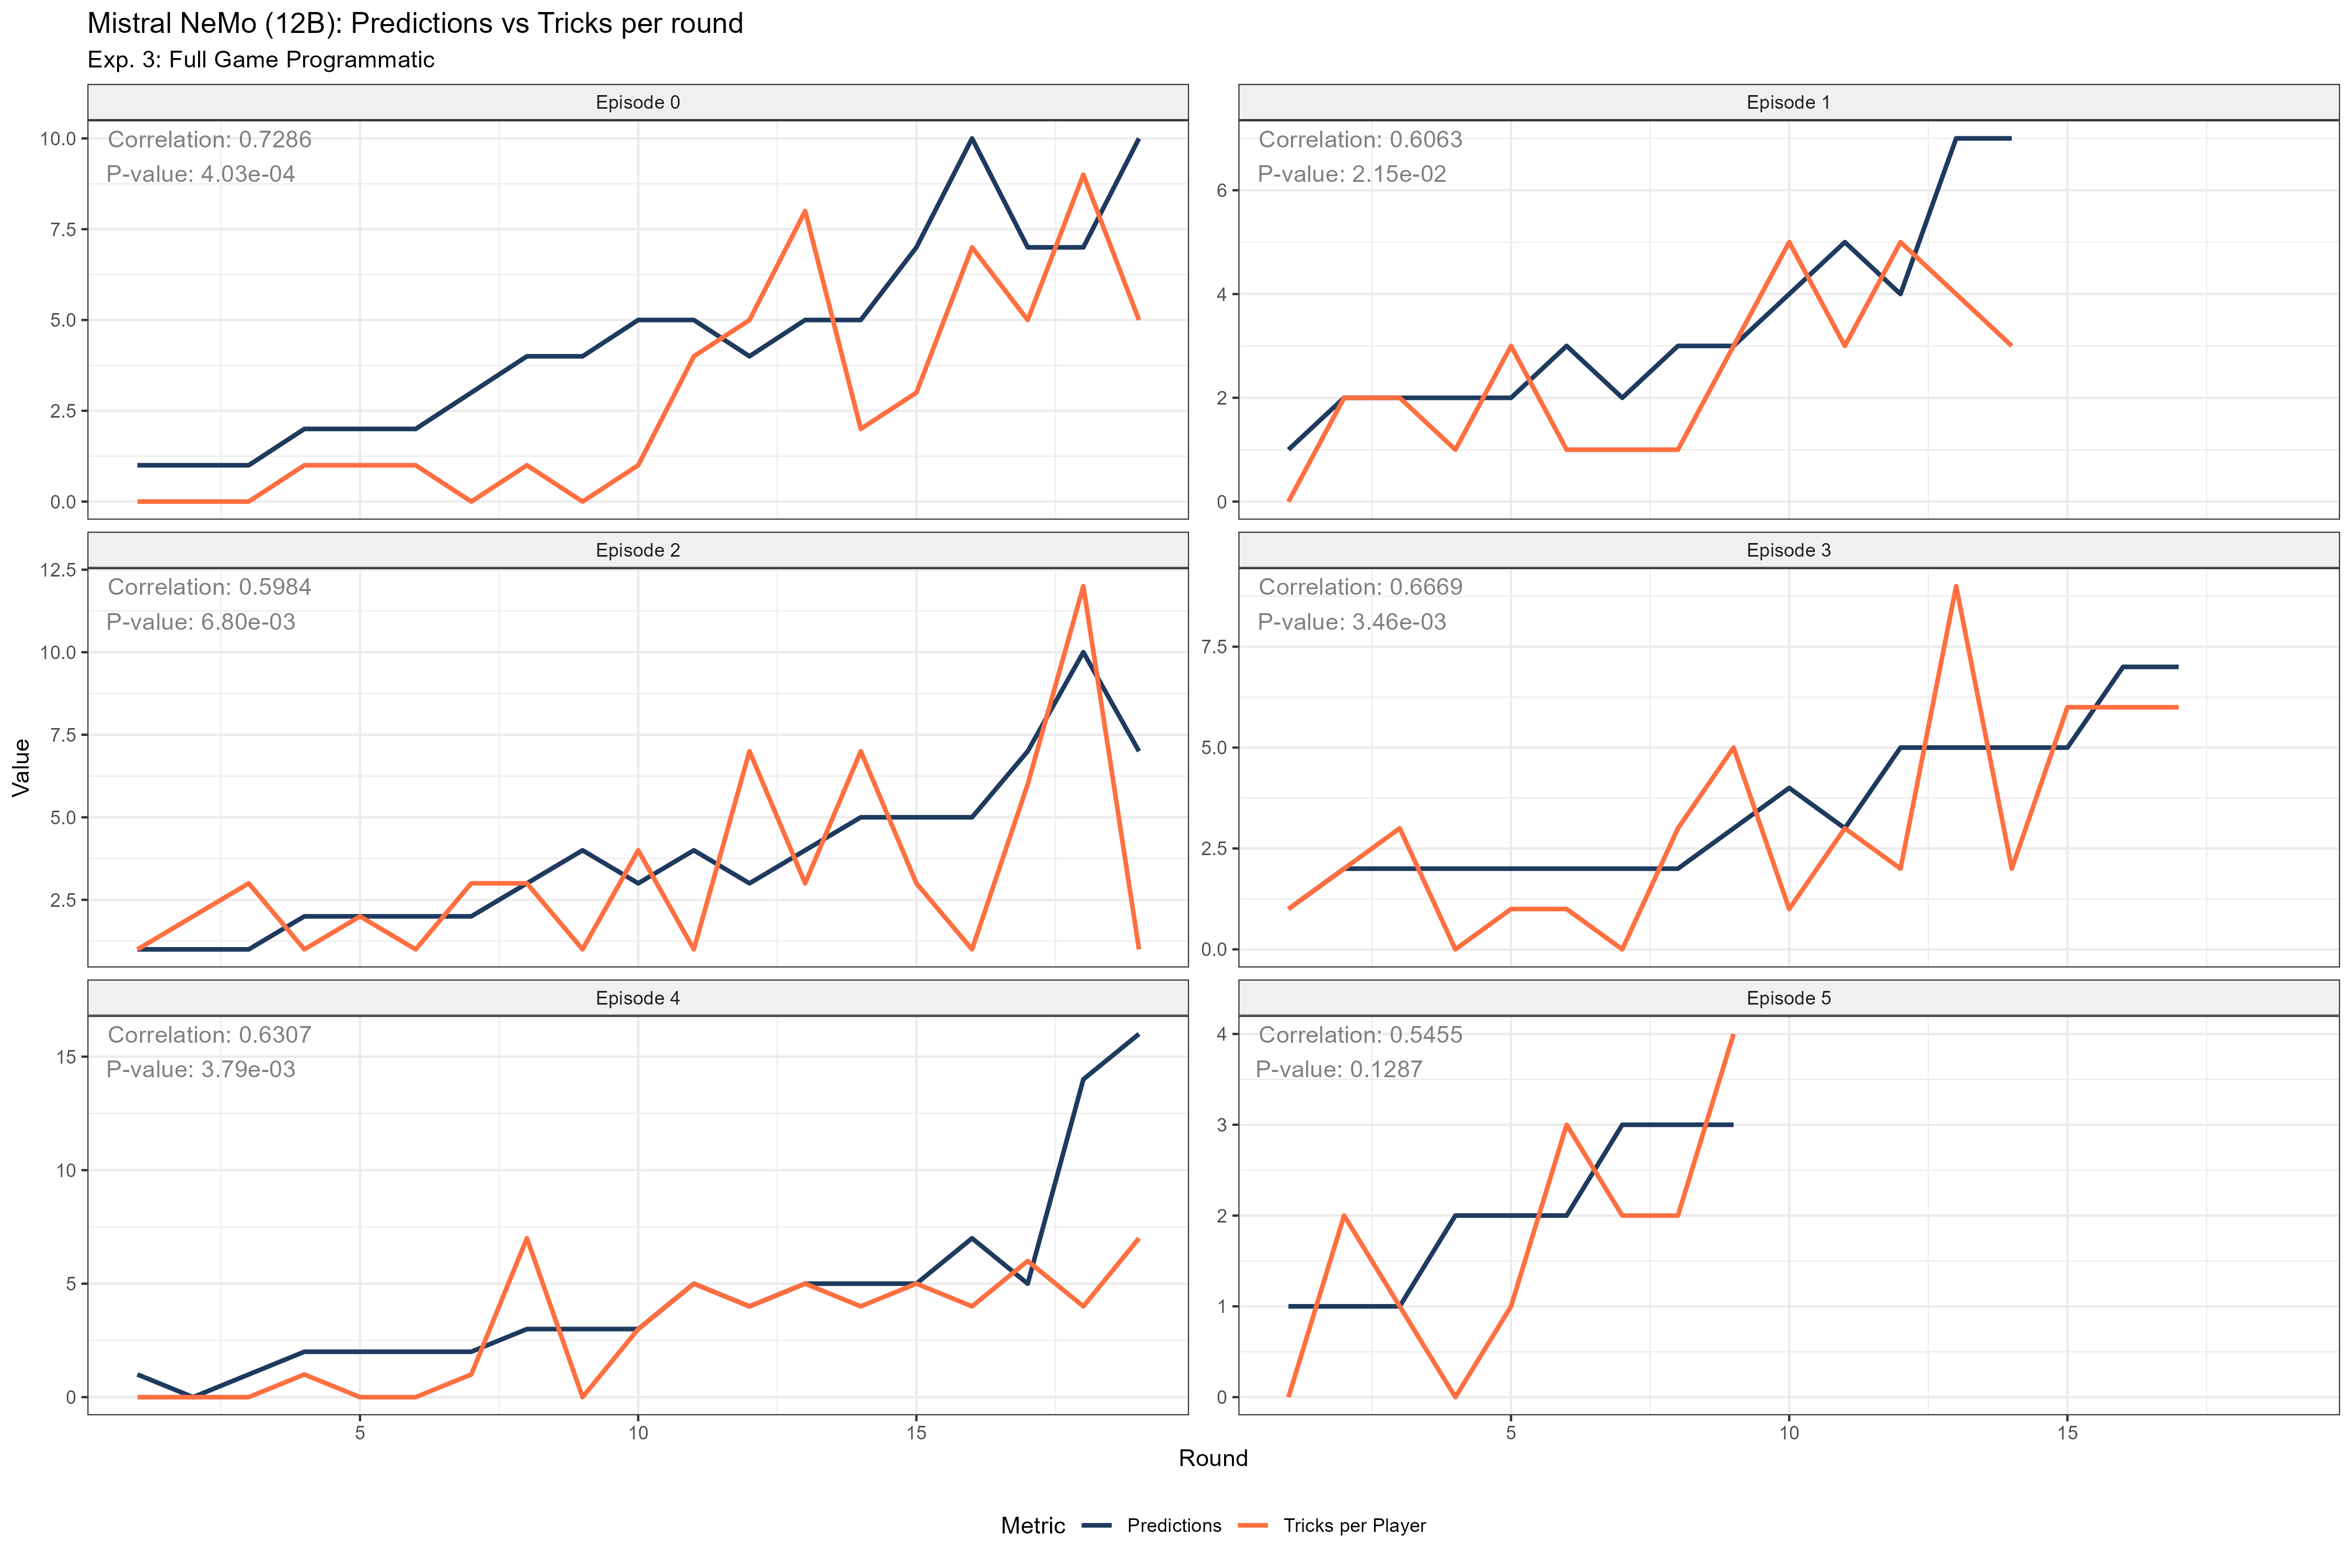 Mistral NeMo (12B): Predictions vs Tricks per round
Exp. 3: Full Game Programmatic
Episode 0
Correlation: 0.7286
P-value: 4.03e-04
10.0
7.5
5.0
2.5
0.0
Episode 1
Correlation: 0.6063
P-value: 2.15e-02
6
4
2
0
Episode 2
Correlation: 0.5984
P-value: 6.80e-03
12.5
10.0
7.5
5.0
2.5
Episode 3
Correlation: 0.6669
P-value: 3.46e-03
7.5
5.0
2.5
0.0
Episode 4
Correlation: 0.6307
P-value: 3.79e-03
15
10
5
0
5 10 15
Episode 5
Correlation: 0.5455
P-value: 0.1287
4
3
2
1
0
5 10 15
Value
Round
Metric Predictions Tricks per Player